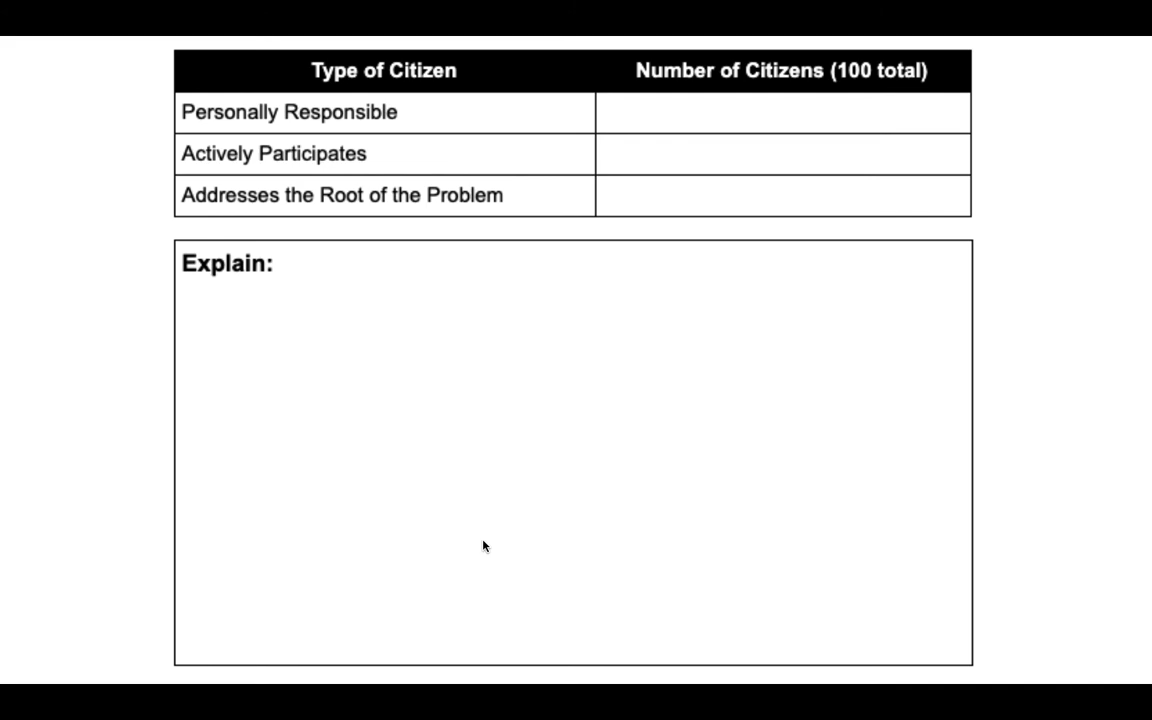 Type of Citizen Number of Citizens (100 total)
Personally Responsible
Actively Participates
Addresses the Root of the Problem
Explain: